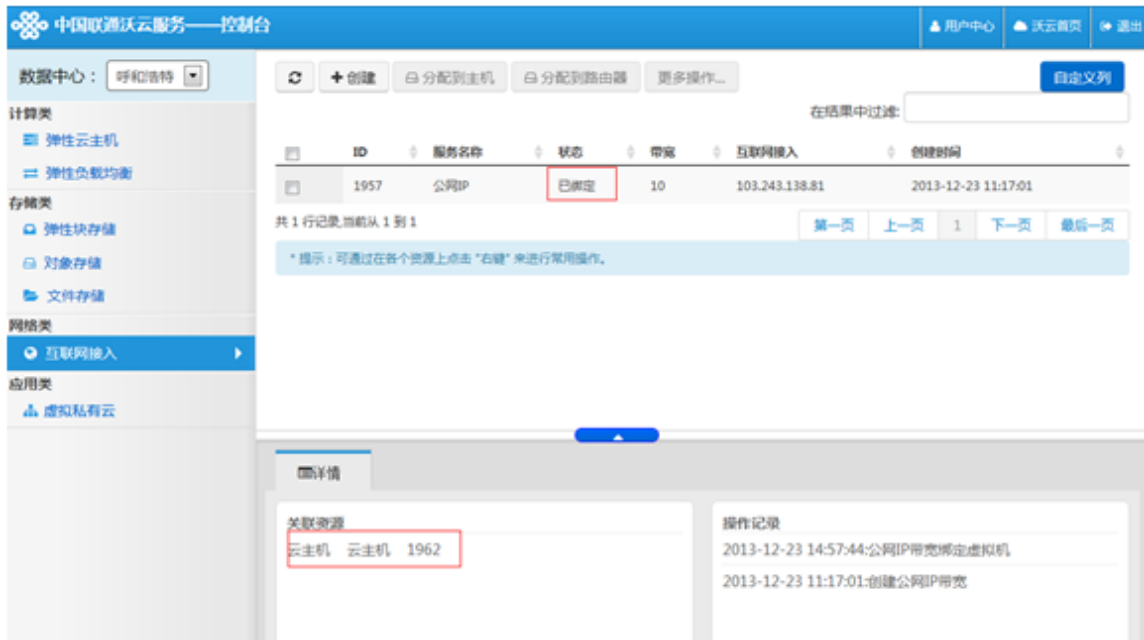 中国联通沃云服务——控制台
用户中心 沃云首页 退出
数据中心： 呼和浩特
创建 分配到主机 分配到路由器 更多操作... 自定义列
在结果中过滤:
计算类
弹性云主机
弹性负载均衡
存储类
弹性块存储
对象存储
文件存储
网络类
互联网接入
应用类
虚拟私有云
ID 服务名称 状态 带宽 互联网接入 创建时间
1957 公网IP 已绑定 10 103.243.138.81 2013-12-23 11:17:01
共 1 行记录,当前从 1 到 1
第一页 上一页 1 下一页 最后一页
* 提示：可通过在各个资源上点击 "右键" 来进行常用操作。
详情
关联资源
云主机 云主机 1962
操作记录
2013-12-23 14:57:44:公网IP带宽绑定虚拟机
2013-12-23 11:17:01:创建公网IP带宽